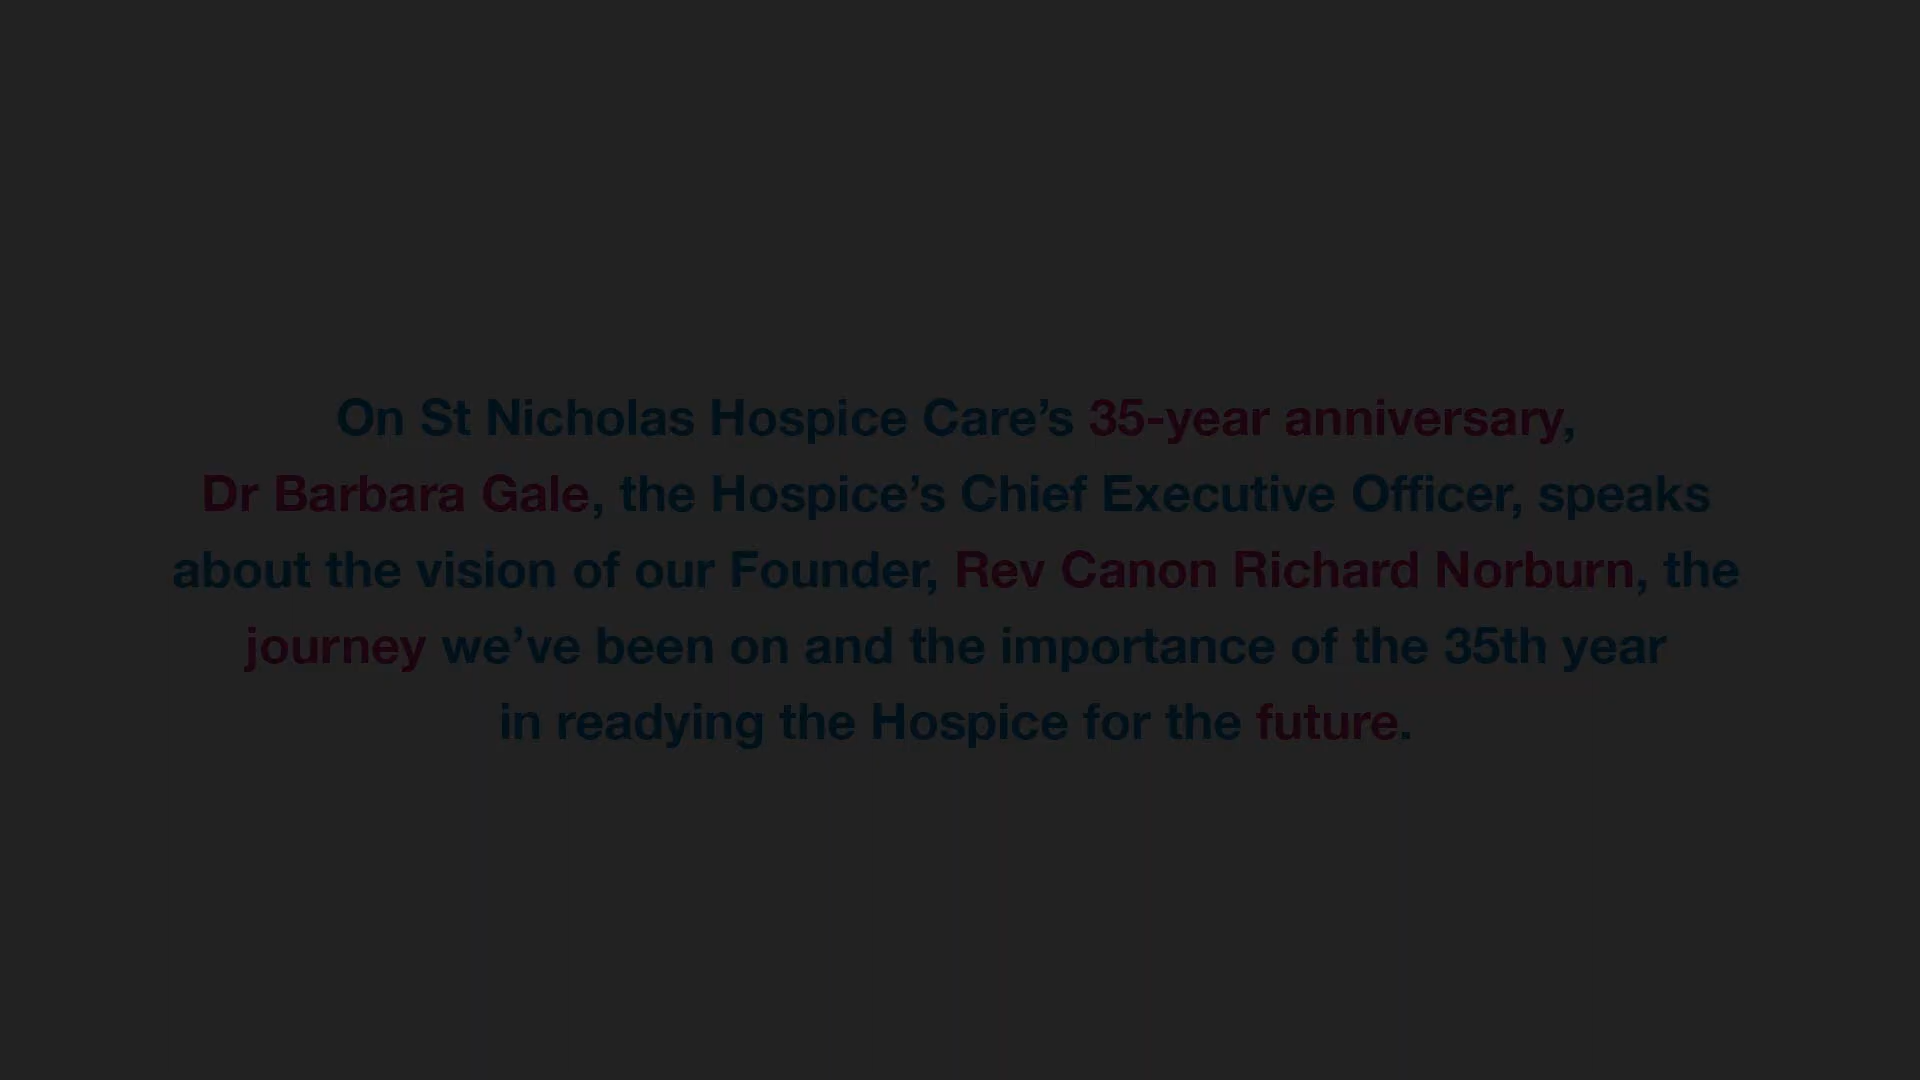 On St Nicholas Hospice Care’s 35-year anniversary,
Dr Barbara Gale, the Hospice’s Chief Executive Officer, speaks
about the vision of our Founder, Rev Canon Richard Norburn, the
journey we’ve been on and the importance of the 35th year
in readying the Hospice for the future.